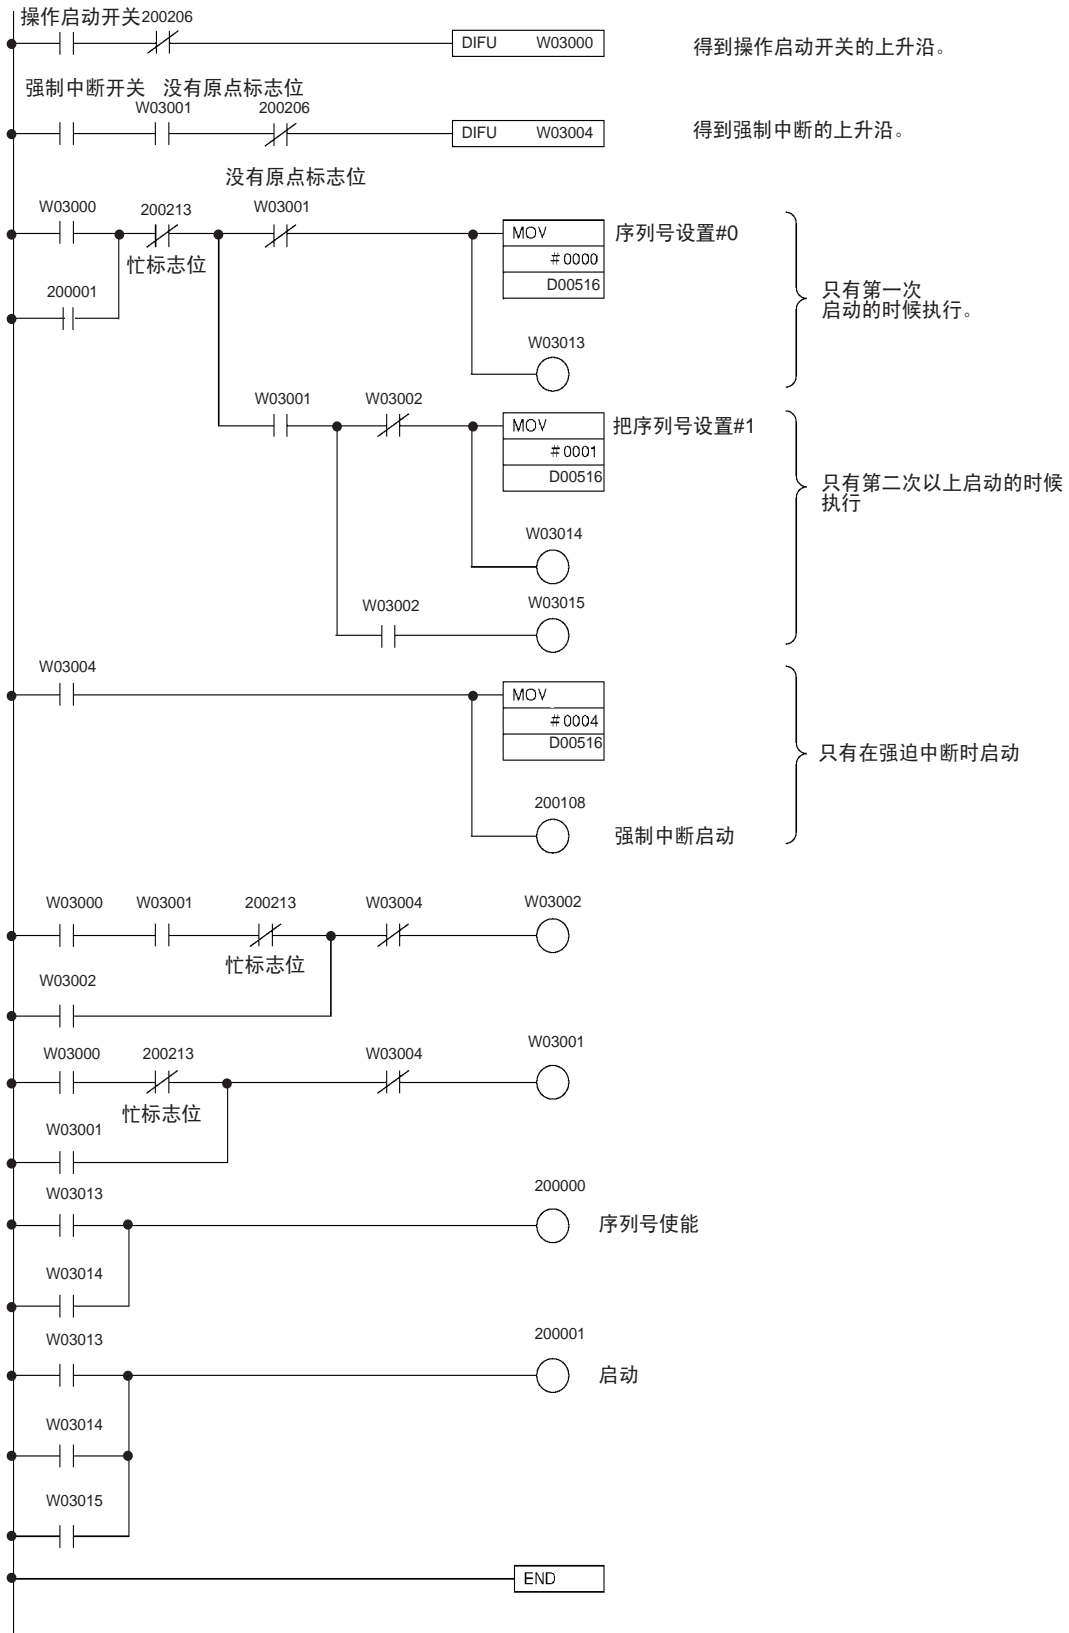 操作启动开关 200206
DIFU W03000
得到操作启动开关的上升沿。
强制中断开关 没有原点标志位
W03001 200206
DIFU W03004
得到强制中断的上升沿。
没有原点标志位
W03000 200213 W03001
MOV
序列号设置#0
忙标志位
#0000
D00516
200001
只有第一次
启动的时候执行。
W03013
W03001 W03002
MOV
把序列号设置#1
#0001
D00516
只有第二次以上启动的时候
执行
W03014
W03002 W03015
W03004
MOV
#0004
D00516
只有在强迫中断时启动
200108
强制中断启动
W03000 W03001 200213 W03004 W03002
忙标志位
W03002
W03001
W03000 200213 W03004
忙标志位
W03001
W03013 200000
序列号使能
W03014
W03013 200001
启动
W03014
W03015
END